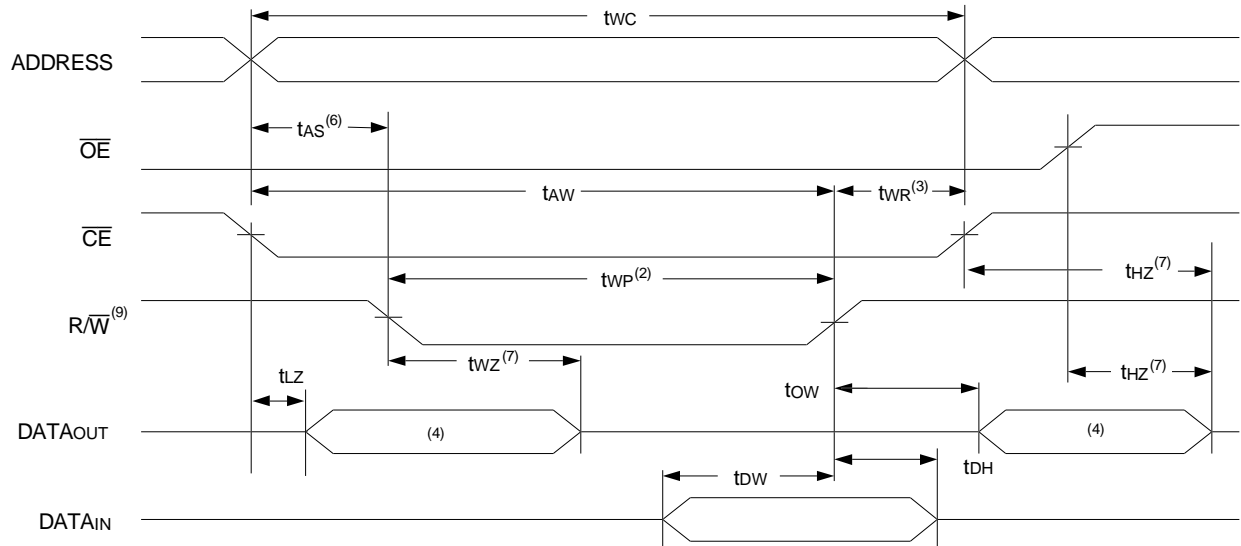 tWC
ADDRESS
tAS(6)
OE
tAW
tWR(3)
CE
tWP(2)
tHZ(7)
R/W(9)
tWZ(7)
tLZ
tOW
tHZ(7)
DATAOUT
(4)
(4)
tDW
tDH
DATAIN